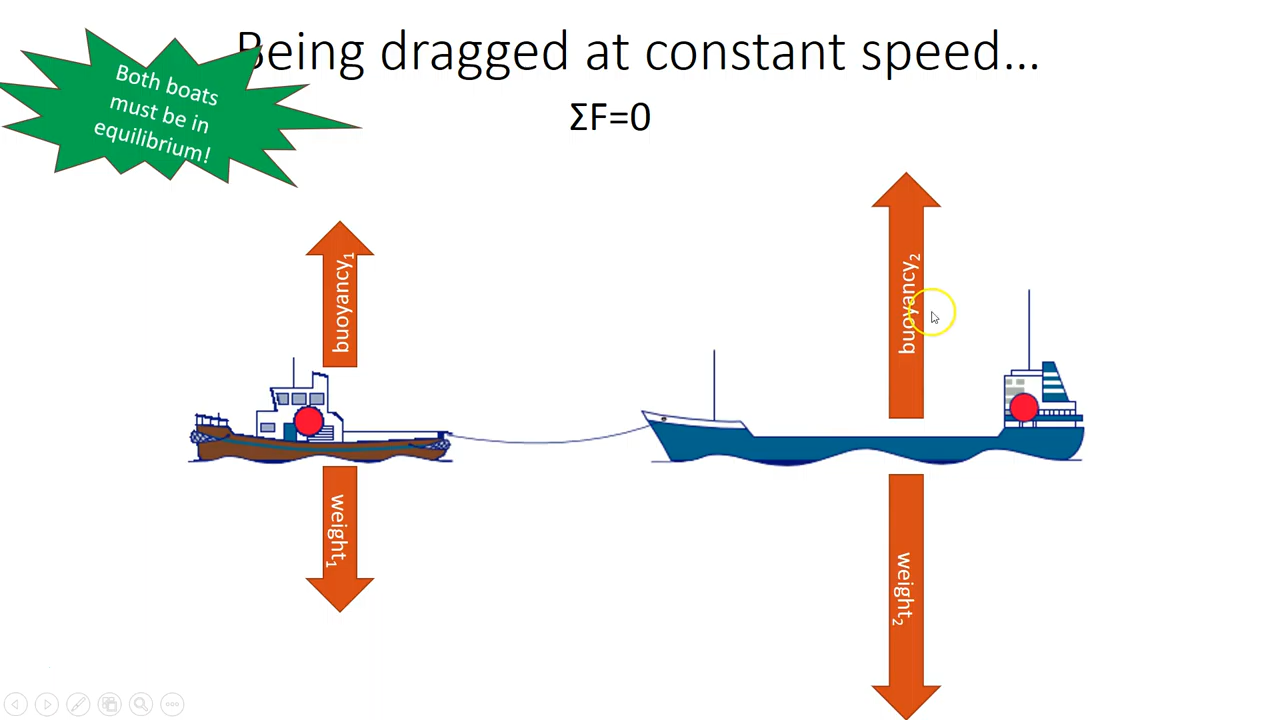 Being dragged at constant speed...
ΣF=0
Both boats
must be in
equilibrium!
buoyancy₁
buoyancy₂
weight₁
weight₂